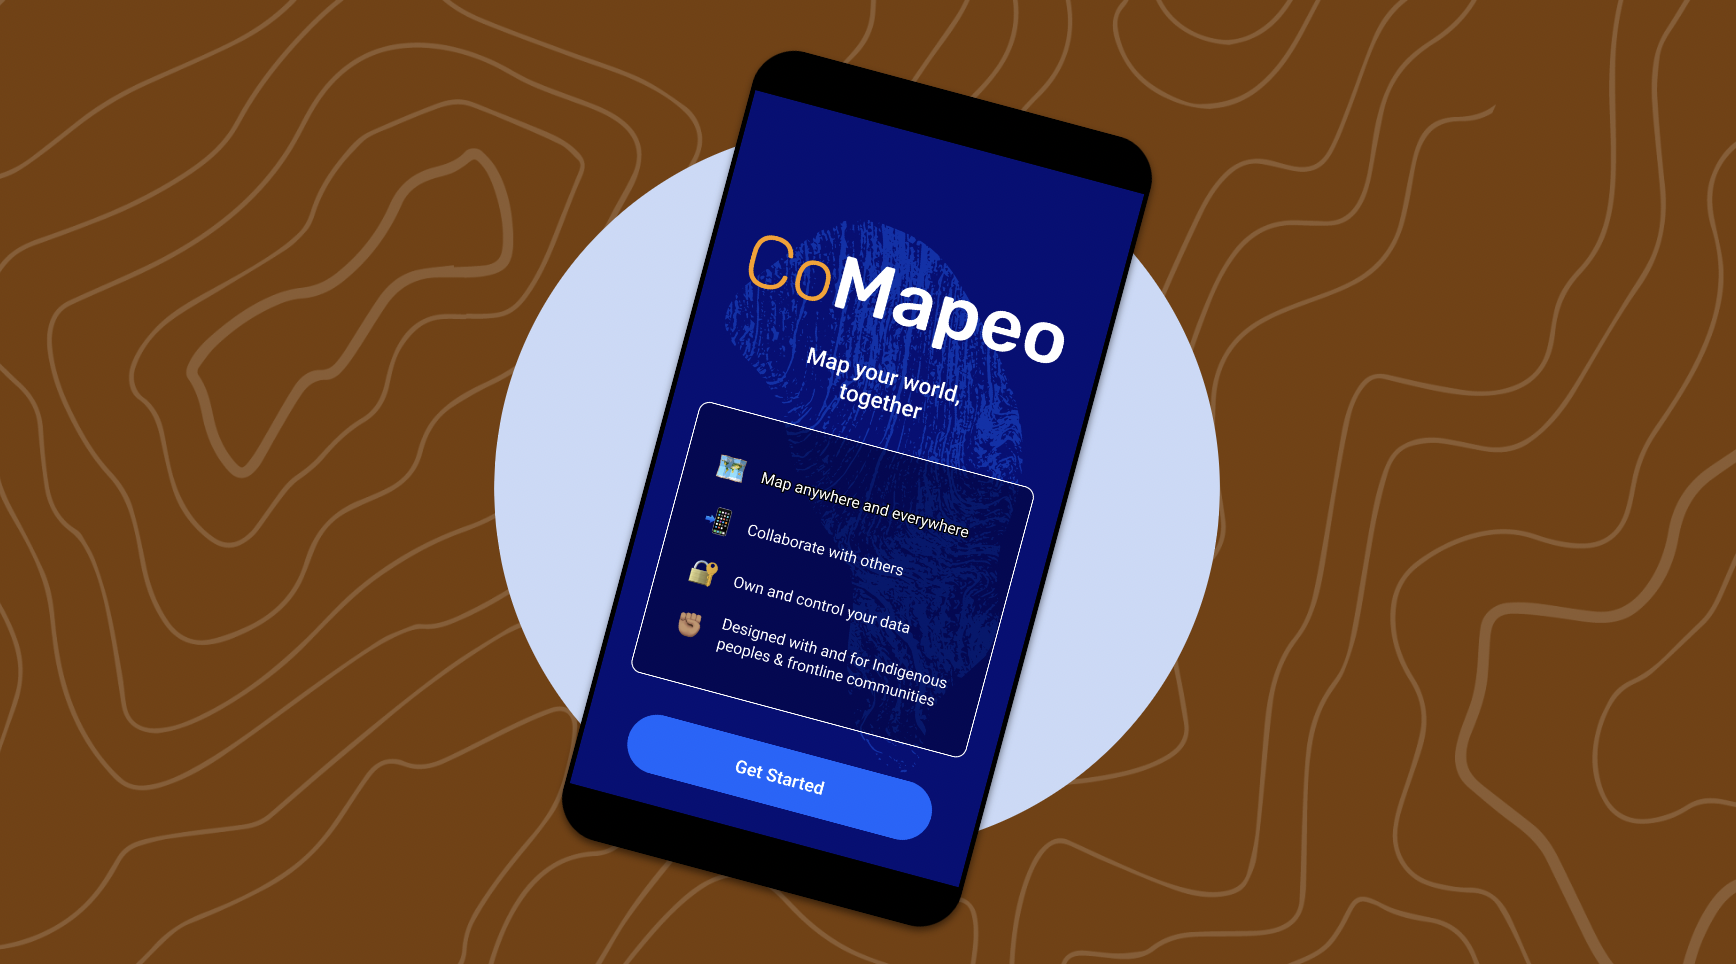 CoMapeo
Map your world,
together
Map anywhere and everywhere
Collaborate with others
Own and control your data
Designed with and for Indigenous
peoples & frontline communities
Get Started